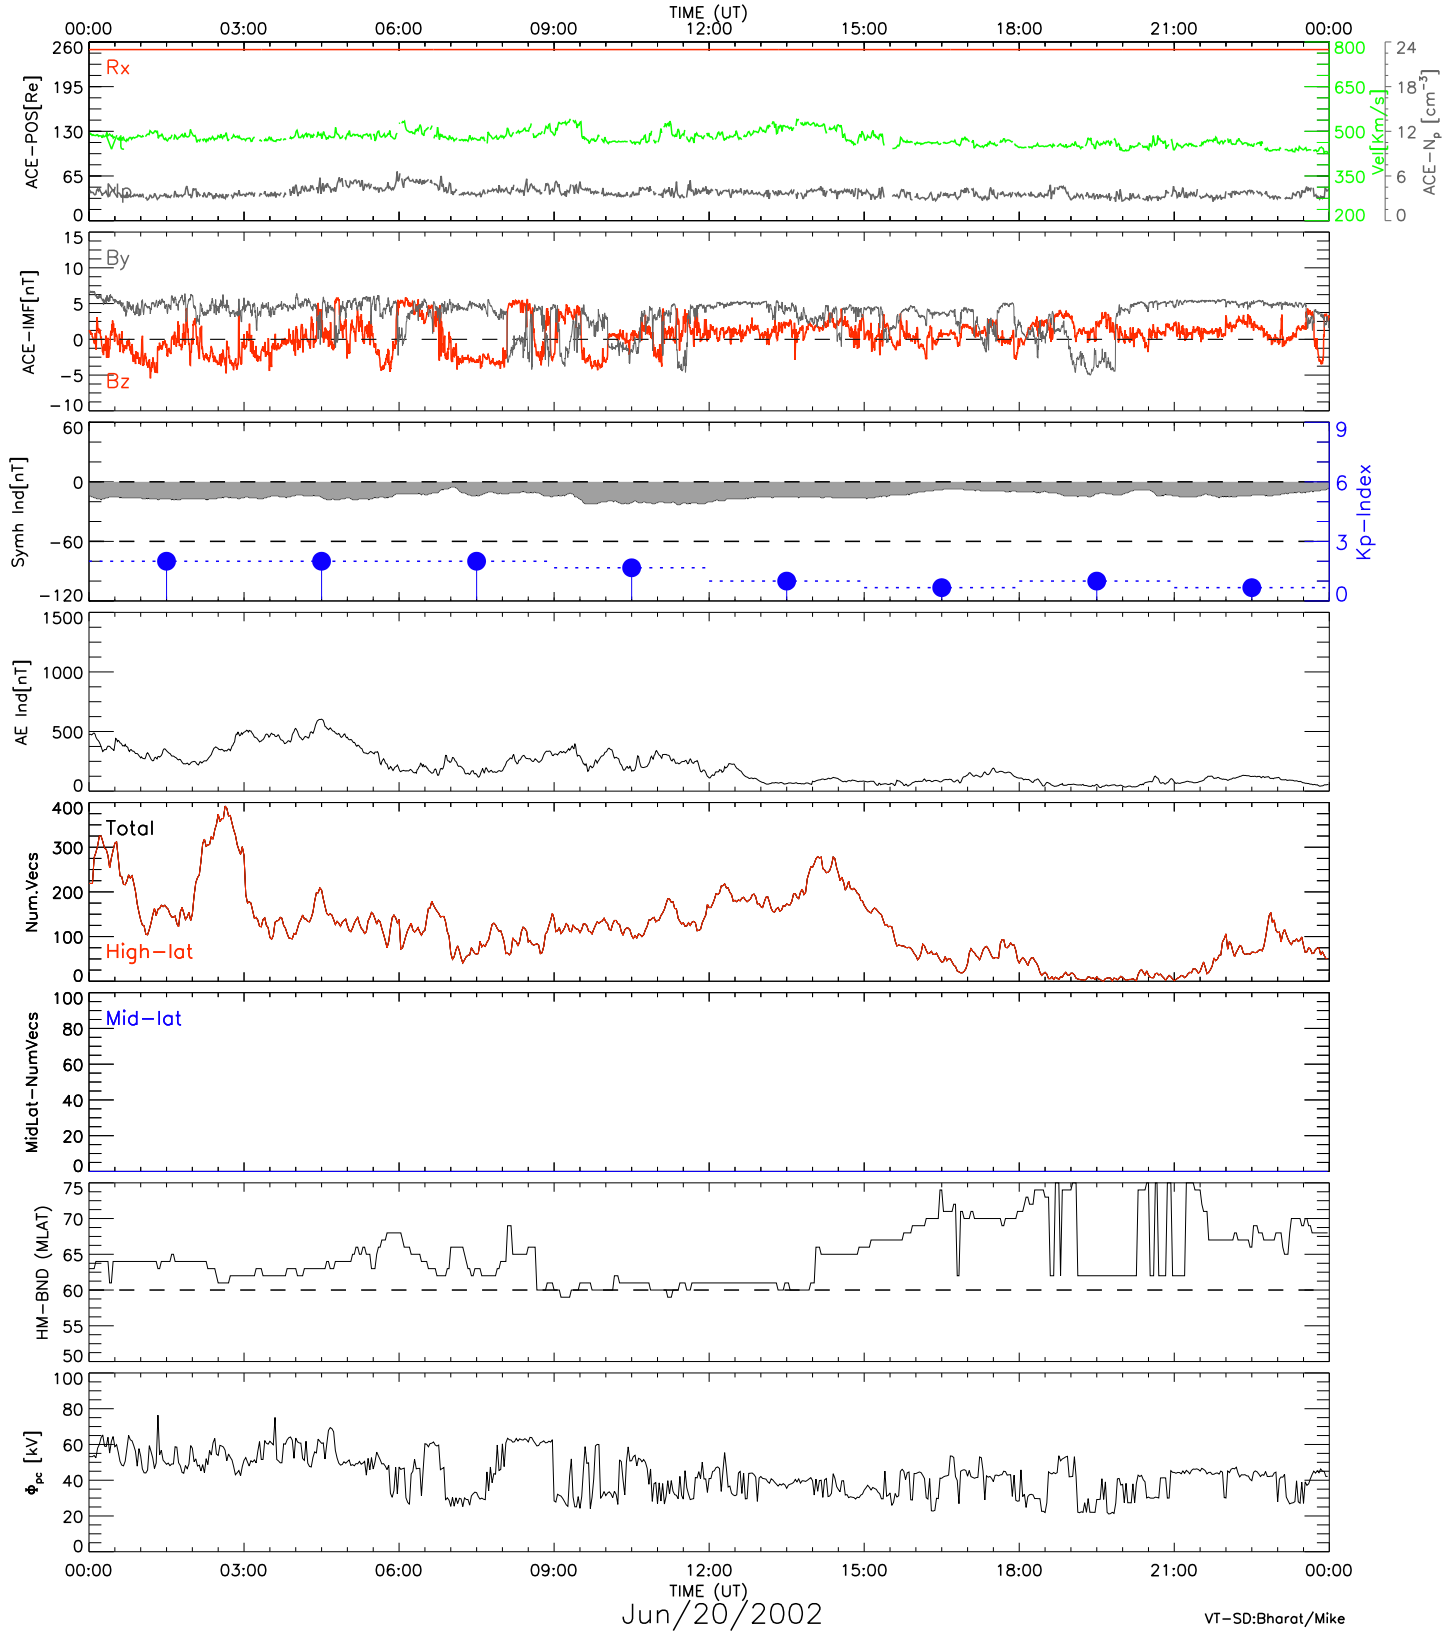 TIME (UT)
00:00 03:00 06:00 09:00 12:00 15:00 18:00 21:00 00:00
ACE-POS[Re]
260
195
130
65
0
Rx
800
650
500
350
200
Vel[Km/s]
24
18
12
6
0
ACE-Np [cm-3]
ACE-IMF[nT]
15
10
5
0
-5
-10
By
Bz
Symh Ind[nT]
60
0
-60
-120
9
6
3
0
Kp-Index
AE Ind[nT]
1500
1000
500
0
Num.Vecs
400
300
200
100
0
Total
High-lat
MidLat-NumVecs
100
80
60
40
20
0
Mid-lat
HM-BND (MLAT)
75
70
65
60
55
50
Φpc [kV]
100
80
60
40
20
0
00:00 03:00 06:00 09:00 12:00 15:00 18:00 21:00 00:00
TIME (UT)
Jun/20/2002
VT-SD:Bharat/Mike